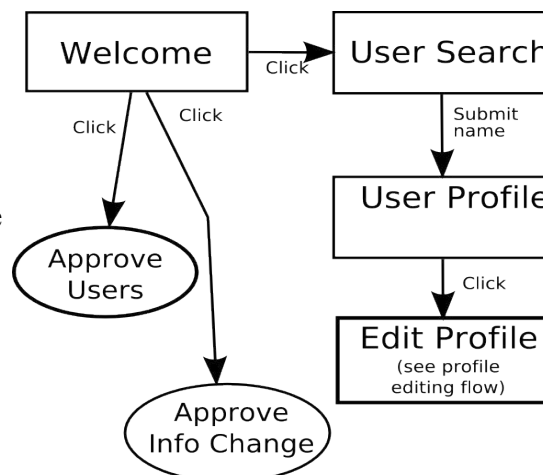 Welcome
Click
User Search
Click
Click
Submit
name
User Profile
Approve
Users
Click
Edit Profile
(see profile
editing flow)
Approve
Info Change